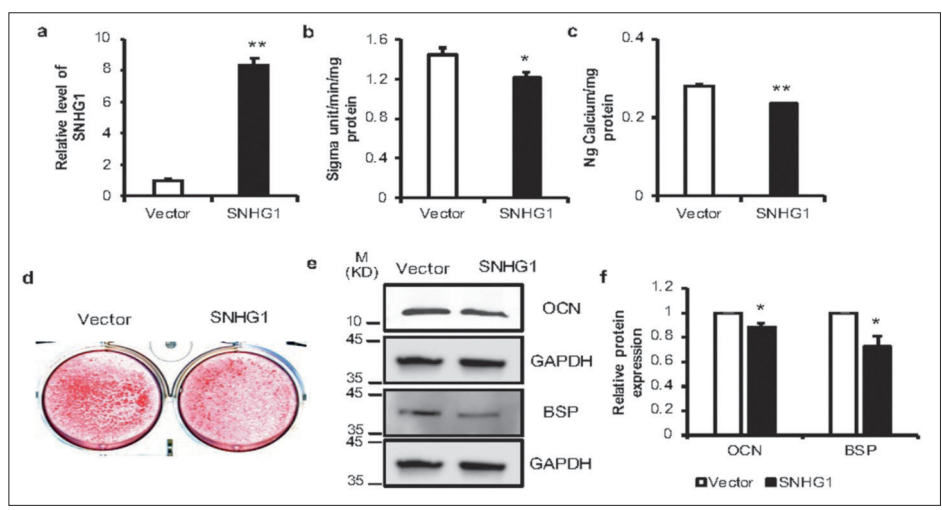 a
Relative level of
SNHG1
10
8
6
4
2
0
**
Vector
SNHG1
b
Sigma unit/min/mg
protein
1.6
1.2
0.8
0.4
0
*
Vector
SNHG1
c
Ng Calcium/mg
protein
0.4
0.2
0
**
Vector
SNHG1
d
Vector
SNHG1
e
M
(KD)
Vector
SNHG1
10
OCN
45
35
GAPDH
45
35
BSP
45
35
GAPDH
f
Relative protein
expression
1.2
1
0.8
0.6
0.4
0.2
0
*
*
OCN
BSP
Vector
SNHG1